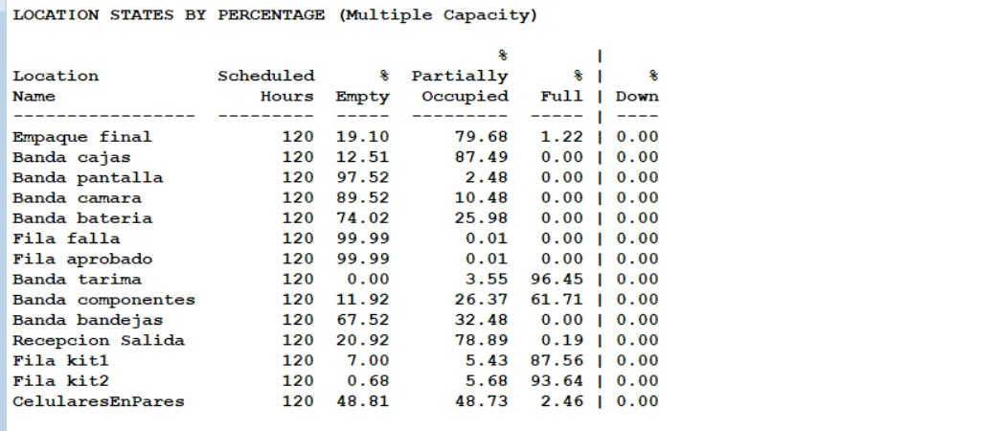 LOCATION STATES BY PERCENTAGE (Multiple Capacity)
% |
Location Scheduled % Partially % | %
Name Hours Empty Occupied Full | Down
----------------- --------- ----- --------- ----- | ----
Empaque final 120 19.10 79.68 1.22 | 0.00
Banda cajas 120 12.51 87.49 0.00 | 0.00
Banda pantalla 120 97.52 2.48 0.00 | 0.00
Banda camara 120 89.52 10.48 0.00 | 0.00
Banda bateria 120 74.02 25.98 0.00 | 0.00
Fila falla 120 99.99 0.01 0.00 | 0.00
Fila aprobado 120 99.99 0.01 0.00 | 0.00
Banda tarima 120 0.00 3.55 96.45 | 0.00
Banda componentes 120 11.92 26.37 61.71 | 0.00
Banda bandejas 120 67.52 32.48 0.00 | 0.00
Recepcion Salida 120 20.92 78.89 0.19 | 0.00
Fila kit1 120 7.00 5.43 87.56 | 0.00
Fila kit2 120 0.68 5.68 93.64 | 0.00
CelularesEnPares 120 48.81 48.73 2.46 | 0.00